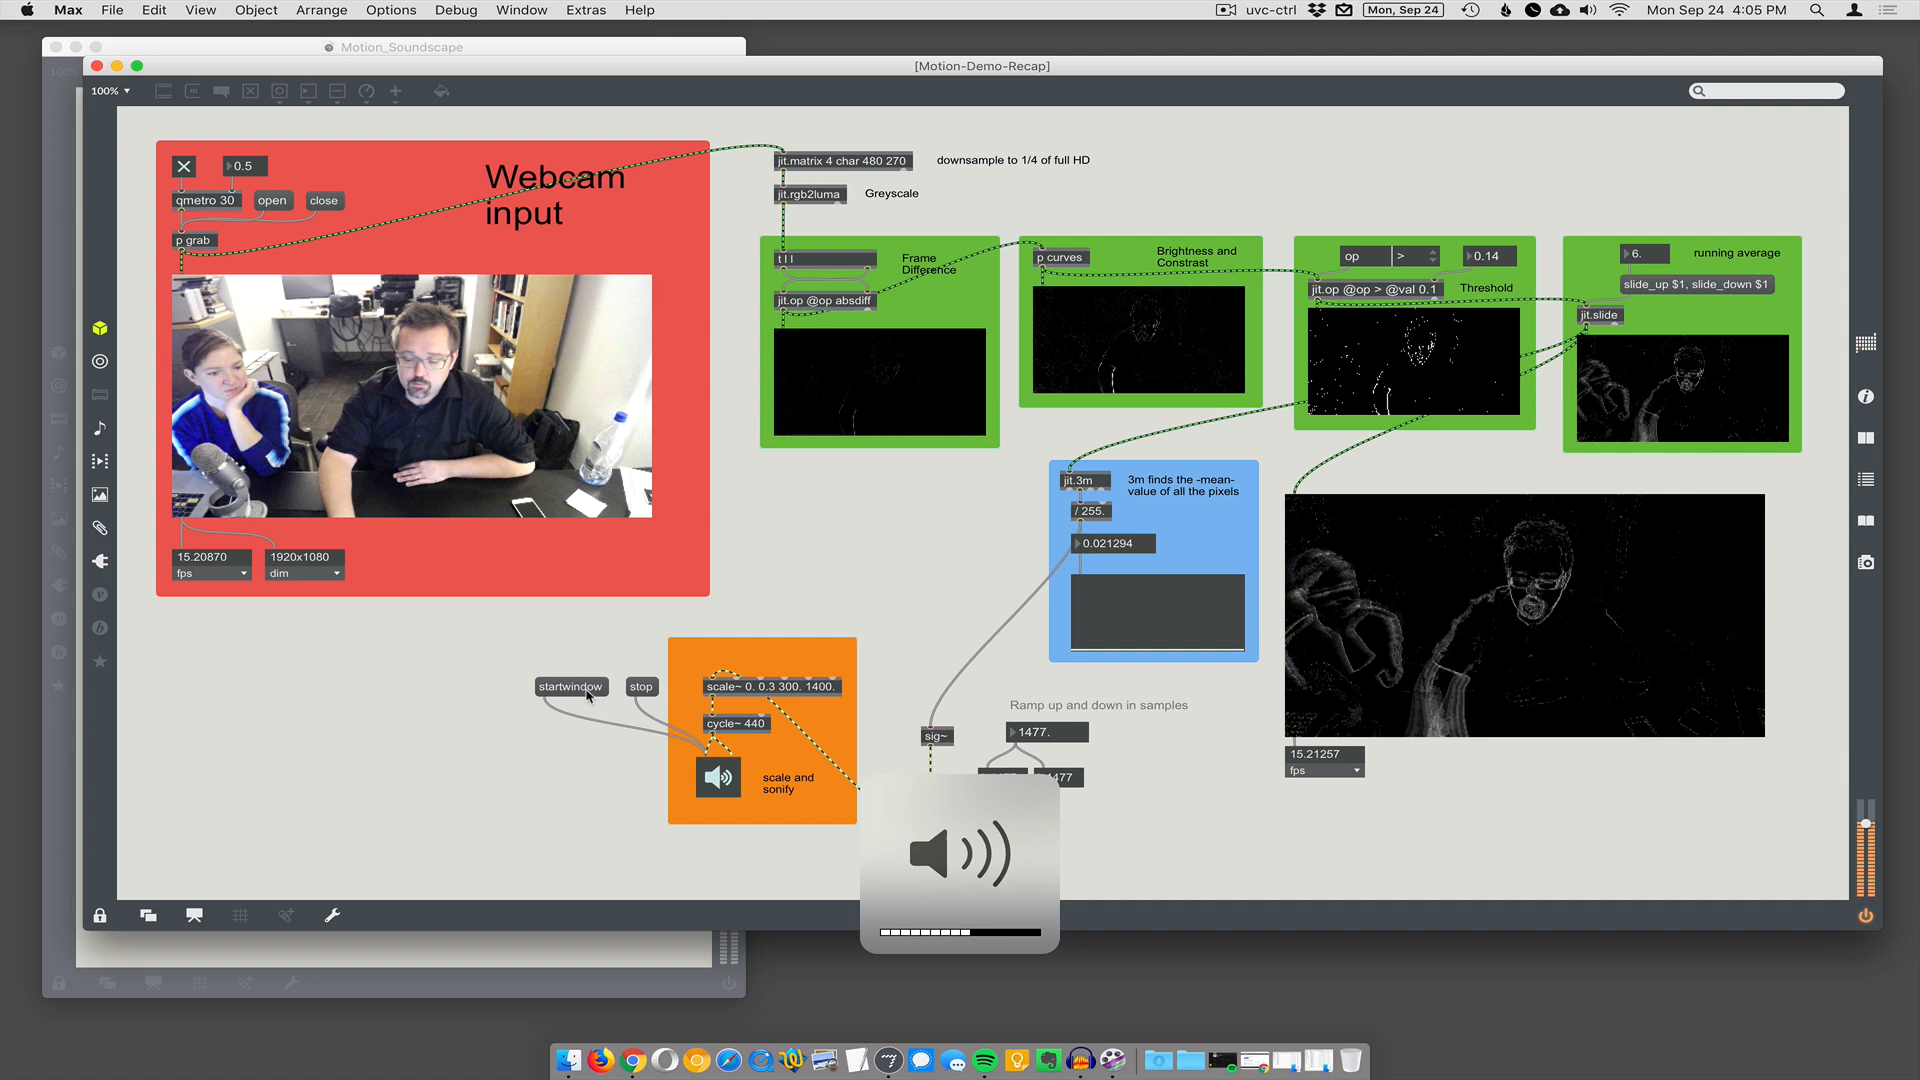 Max File Edit View Object Arrange Options Debug Window Extras Help
uvc-ctrl Mon, Sep 24 Mon Sep 24 4:05 PM
Motion_Soundscape
[Motion-Demo-Recap]
100%
0.5
Webcam
input
qmetro 30 open close
p grab
15.20870 1920x1080
fps dim
jit.matrix 4 char 480 270 downsample to 1/4 of full HD
jit.rgb2luma Greyscale
t l l Frame
Difference
jit.op @op absdiff
p curves Brightness and
Constrast
op > 0.14
jit.op @op > @val 0.1 Threshold
6. running average
slide_up $1, slide_down $1
jit.slide
jit.3m 3m finds the -mean-
value of all the pixels
/ 255.
0.021294
startwindow stop
scale~ 0. 0.3 300. 1400.
cycle~ 440
scale and
sonify
Ramp up and down in samples
1477.
sig~
1477
15.21257
fps